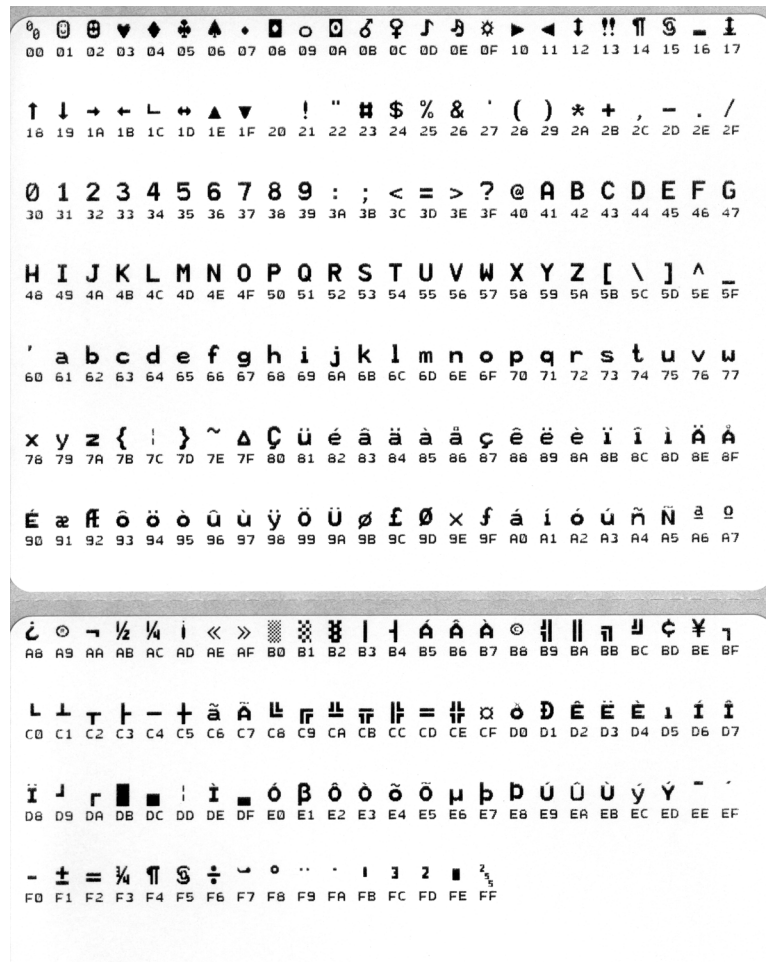 ⁰₀ ☺ ☻ ♥ ♦ ♣ ♠ • ◘ ○ ◙ ♂ ♀ ♪ ♫ ☼ ► ◄ ↕ ‼ ¶ § ▬ ↨
00 01 02 03 04 05 06 07 08 09 0A 0B 0C 0D 0E 0F 10 11 12 13 14 15 16 17
↑ ↓ → ← ∟ ↔ ▲ ▼ ! " # $ % & ' ( ) * + , - . /
18 19 1A 1B 1C 1D 1E 1F 20 21 22 23 24 25 26 27 28 29 2A 2B 2C 2D 2E 2F
0 1 2 3 4 5 6 7 8 9 : ; < = > ? @ A B C D E F G
30 31 32 33 34 35 36 37 38 39 3A 3B 3C 3D 3E 3F 40 41 42 43 44 45 46 47
H I J K L M N O P Q R S T U V W X Y Z [ \ ] ^ _
48 49 4A 4B 4C 4D 4E 4F 50 51 52 53 54 55 56 57 58 59 5A 5B 5C 5D 5E 5F
' a b c d e f g h i j k l m n o p q r s t u v w
60 61 62 63 64 65 66 67 68 69 6A 6B 6C 6D 6E 6F 70 71 72 73 74 75 76 77
x y z { ¦ } ~ ∆ Ç ü é â ä à å ç ê ë è ï î ì Ä Å
78 79 7A 7B 7C 7D 7E 7F 80 81 82 83 84 85 86 87 88 89 8A 8B 8C 8D 8E 8F
É æ Æ ô ö ò û ù ÿ Ö Ü ø £ Ø × ƒ á í ó ú ñ Ñ ª º
90 91 92 93 94 95 96 97 98 99 9A 9B 9C 9D 9E 9F A0 A1 A2 A3 A4 A5 A6 A7
¿ ® ¬ ½ ¼ ¡ « » ░ ▒ ▓ │ ┤ Á Â À © ╣ ║ ╗ ╝ ¢ ¥ ┐
A8 A9 AA AB AC AD AE AF B0 B1 B2 B3 B4 B5 B6 B7 B8 B9 BA BB BC BD BE BF
└ ┴ ┬ ├ ─ ┼ ã Ã ╚ ╔ ╩ ╦ ╠ = ╬ ¤ ð Ð Ê Ë È ı Í Î
C0 C1 C2 C3 C4 C5 C6 C7 C8 C9 CA CB CC CD CE CF D0 D1 D2 D3 D4 D5 D6 D7
Ï ┘ ┌ █ ▄ ¦ Ì ▬ Ó β Ô Ò õ Õ µ þ Þ Ú Û Ù ý Ý ¯ ´
D8 D9 DA DB DC DD DE DF E0 E1 E2 E3 E4 E5 E6 E7 E8 E9 EA EB EC ED EE EF
- ± = ¾ ¶ § ÷ ¸ ° ¨ · ı 3 2 ■ ²₅₅
F0 F1 F2 F3 F4 F5 F6 F7 F8 F9 FA FB FC FD FE FF